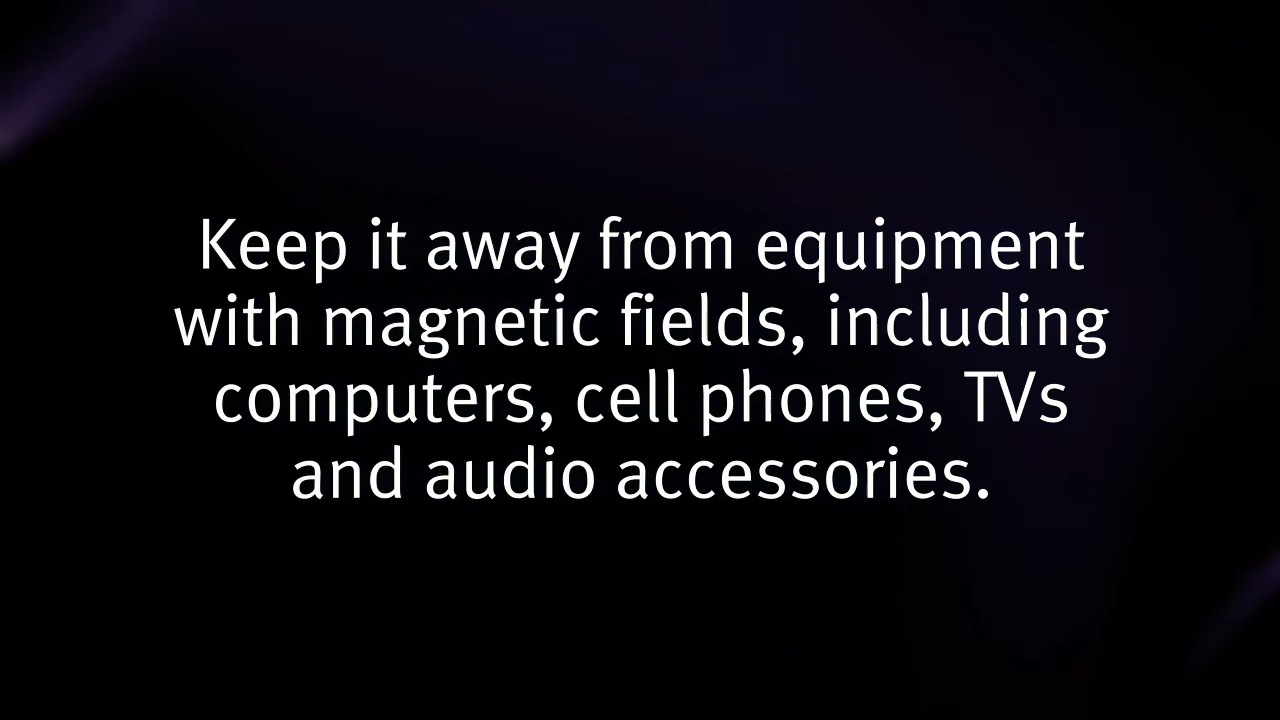 Keep it away from equipment
with magnetic fields, including
computers, cell phones, TVs
and audio accessories.